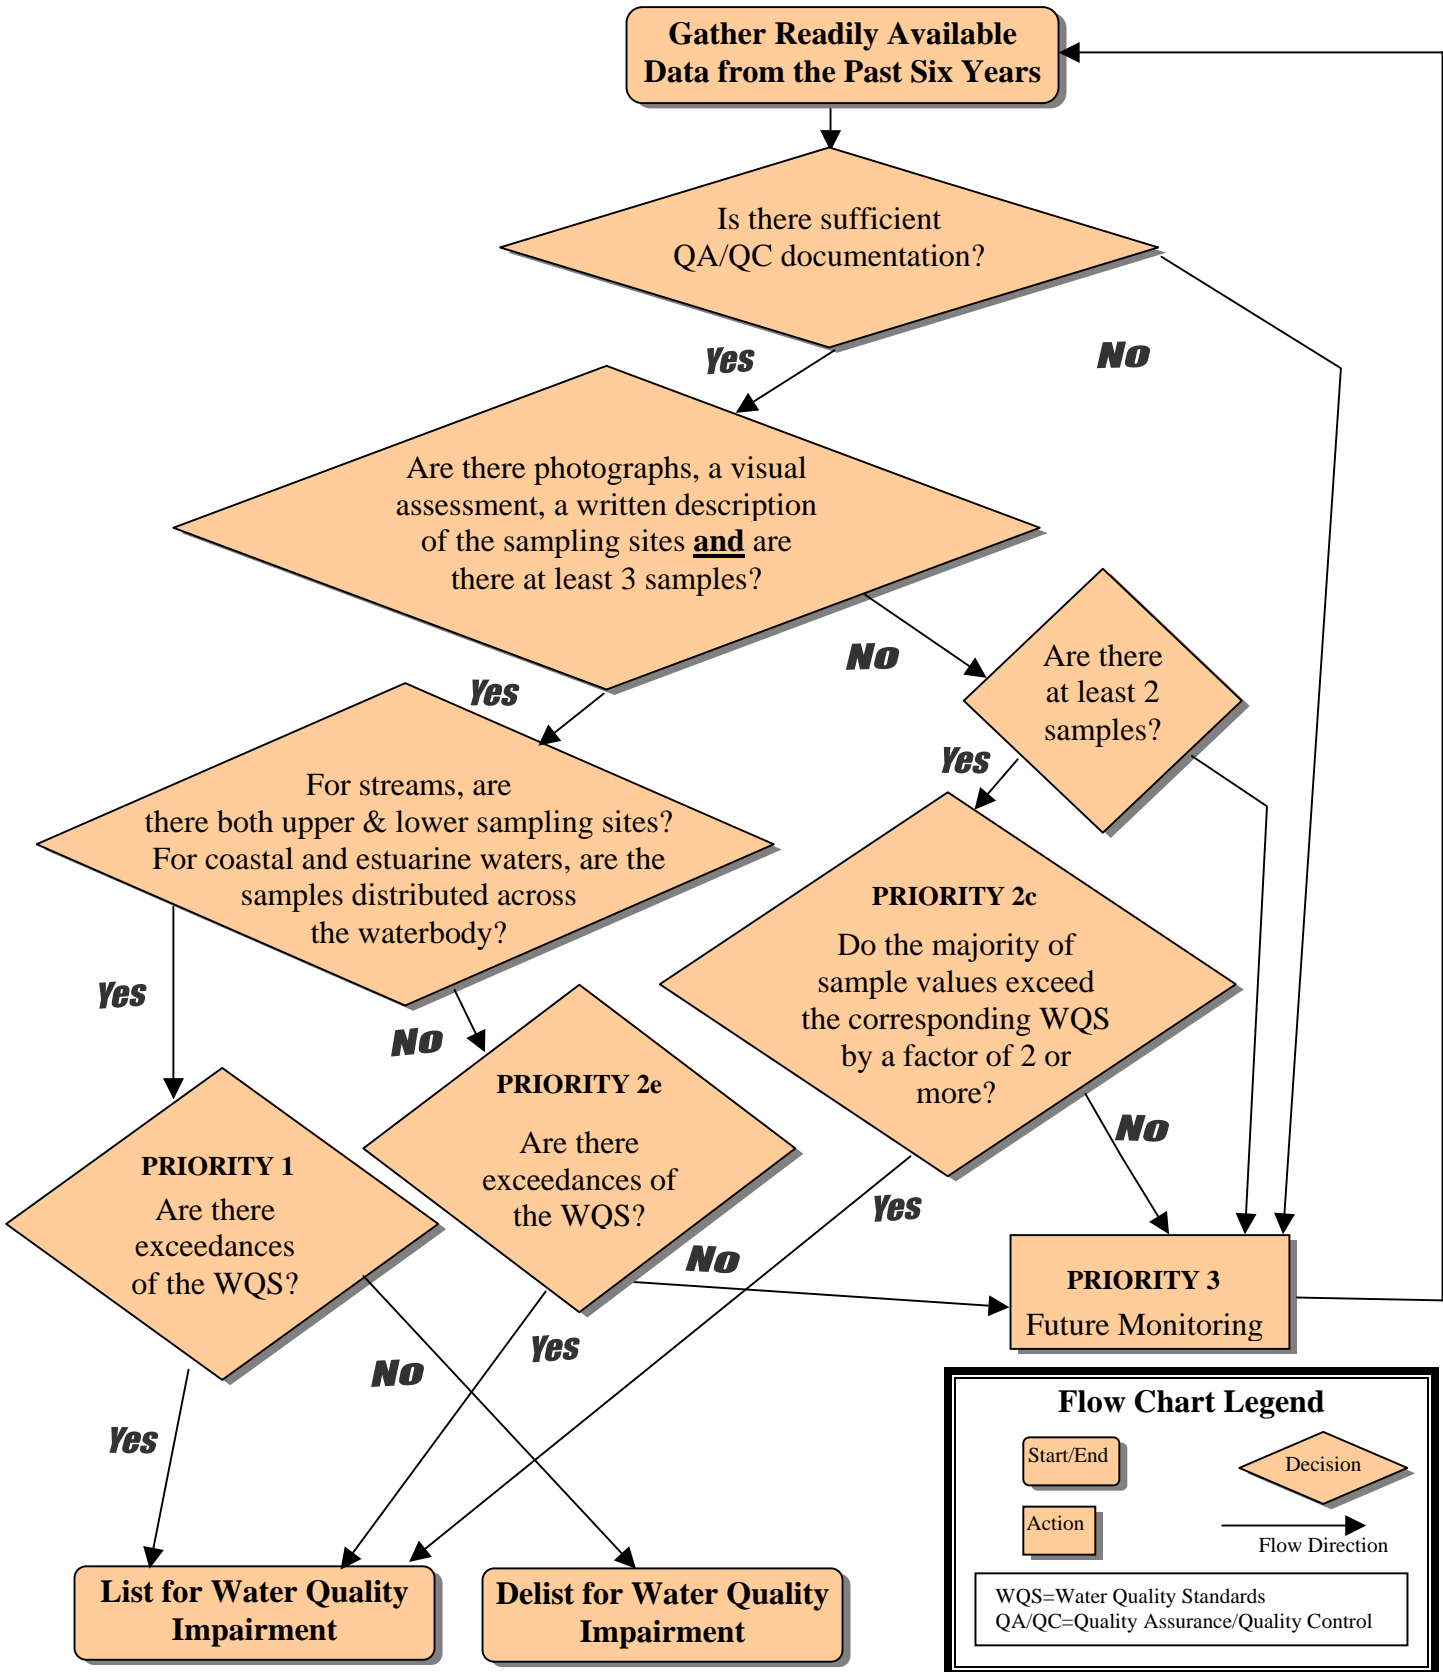 Gather Readily Available
Data from the Past Six Years
Is there sufficient
QA/QC documentation?
Yes
No
Are there photographs, a visual
assessment, a written description
of the sampling sites and are
there at least 3 samples?
No
Yes
Are there
at least 2
samples?
Yes
For streams, are
there both upper & lower sampling sites?
For coastal and estuarine waters, are the
samples distributed across
the waterbody?
Yes
No
PRIORITY 2c
Do the majority of
sample values exceed
the corresponding WQS
by a factor of 2 or
more?
No
Yes
PRIORITY 2e
Are there
exceedances of
the WQS?
No
Yes
PRIORITY 1
Are there
exceedances
of the WQS?
No
Yes
PRIORITY 3
Future Monitoring
List for Water Quality
Impairment
Delist for Water Quality
Impairment
Flow Chart Legend
Start/End
Decision
Action
Flow Direction
WQS=Water Quality Standards
QA/QC=Quality Assurance/Quality Control